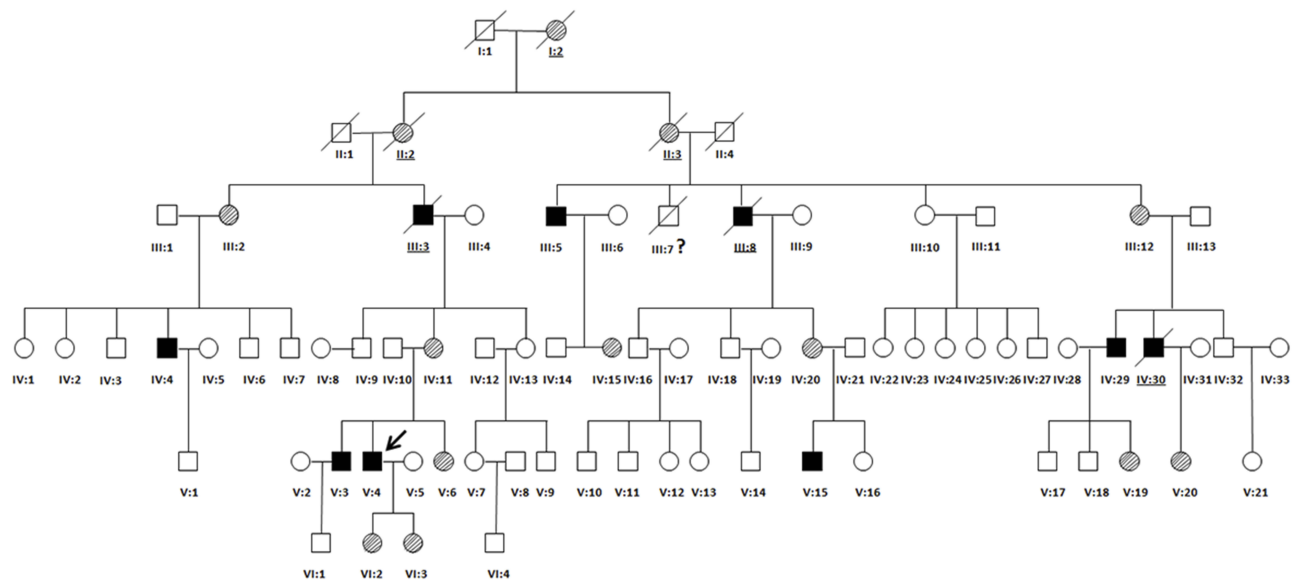 I:1 I:2
II:1 II:2 II:3 II:4
III:1 III:2 III:3 III:4 III:5 III:6 III:7 ? III:8 III:9 III:10 III:11 III:12 III:13
IV:1 IV:2 IV:3 IV:4 IV:5 IV:6 IV:7 IV:8 IV:9 IV:10 IV:11 IV:12 IV:13 IV:14 IV:15 IV:16 IV:17 IV:18 IV:19 IV:20 IV:21 IV:22 IV:23 IV:24 IV:25 IV:26 IV:27 IV:28 IV:29 IV:30 IV:31 IV:32 IV:33
V:1 V:2 V:3 V:4 V:5 V:6 V:7 V:8 V:9 V:10 V:11 V:12 V:13 V:14 V:15 V:16 V:17 V:18 V:19 V:20 V:21
VI:1 VI:2 VI:3 VI:4